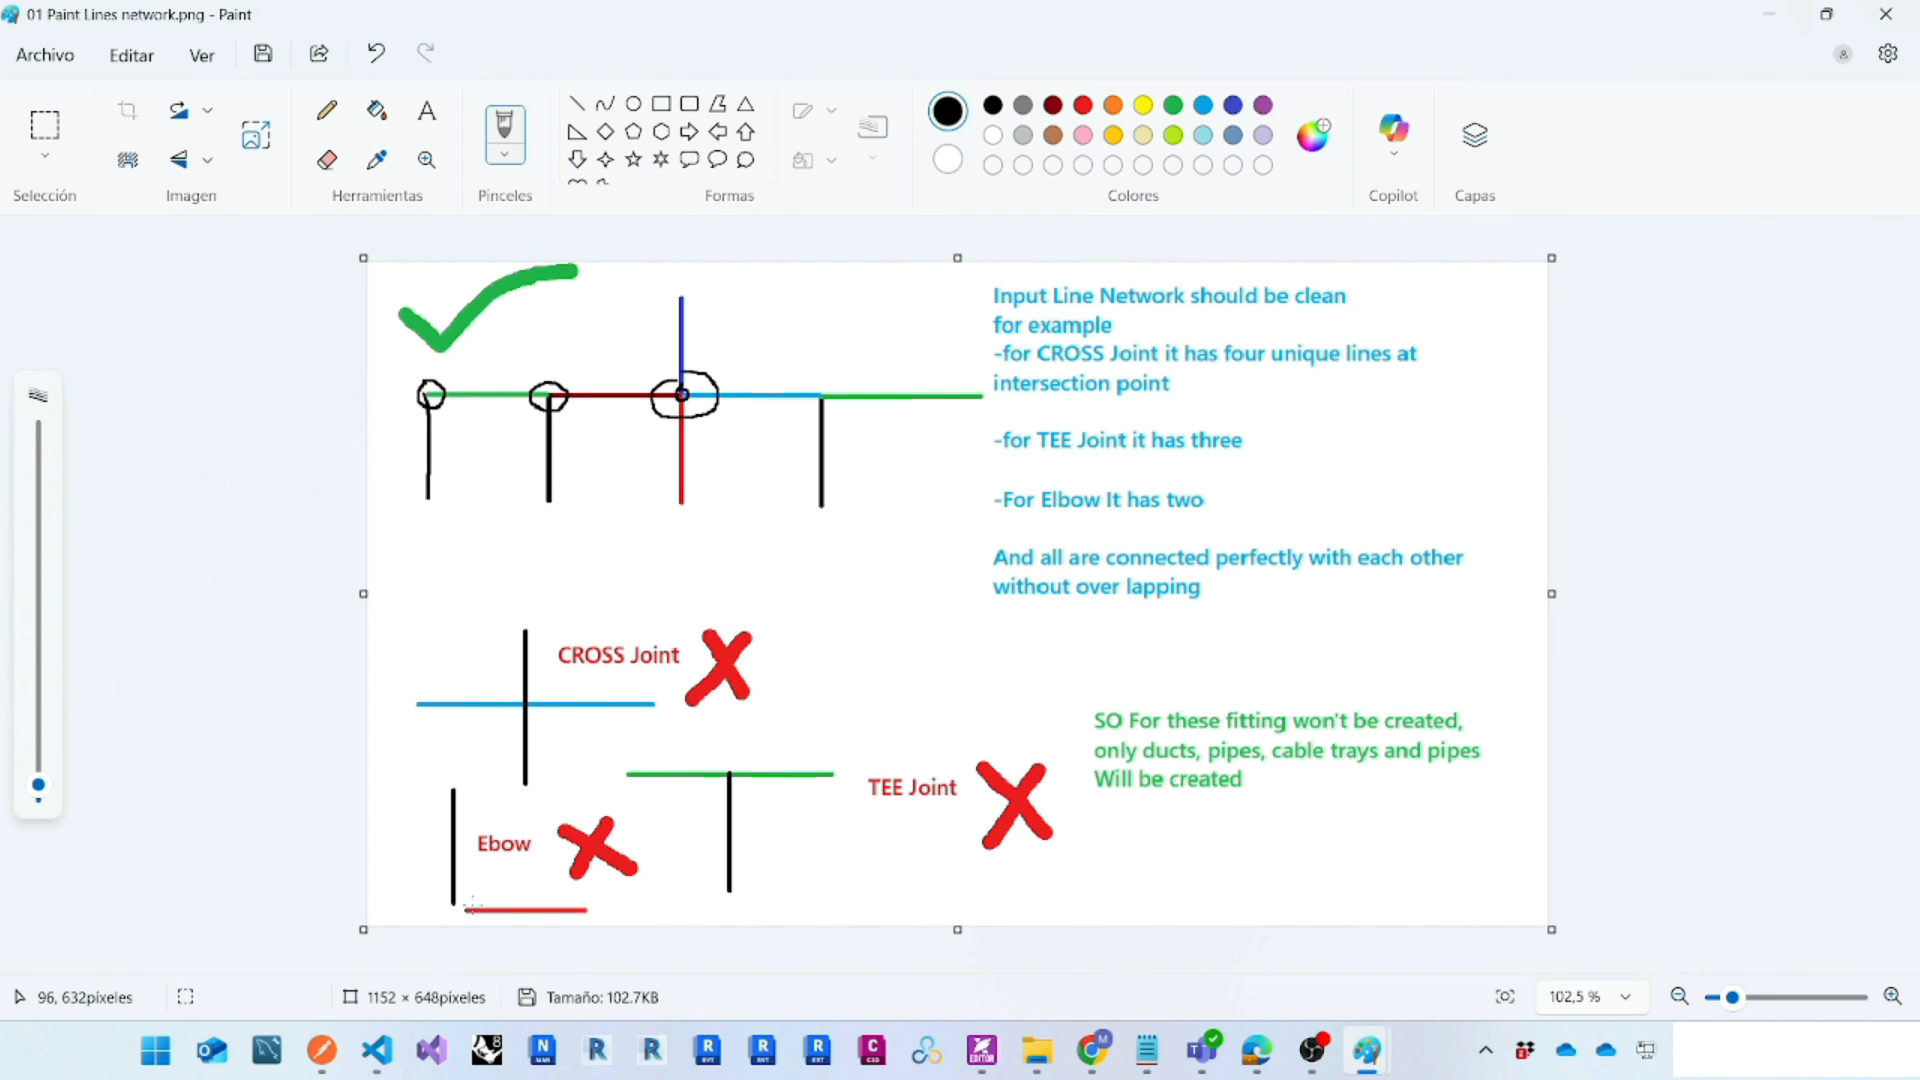 01 Paint Lines network.png - Paint
Archivo Editar Ver
Selección Imagen Herramientas Pinceles Formas Colores Copilot Capas
Input Line Network should be clean
for example
-for CROSS Joint it has four unique lines at
intersection point
-for TEE Joint it has three
-For Elbow It has two
And all are connected perfectly with each other
without over lapping
CROSS Joint
SO For these fitting won't be created,
only ducts, pipes, cable trays and pipes
Will be created
TEE Joint
Ebow
96, 632píxeles 1152 × 648píxeles Tamaño: 102.7KB 102,5 %